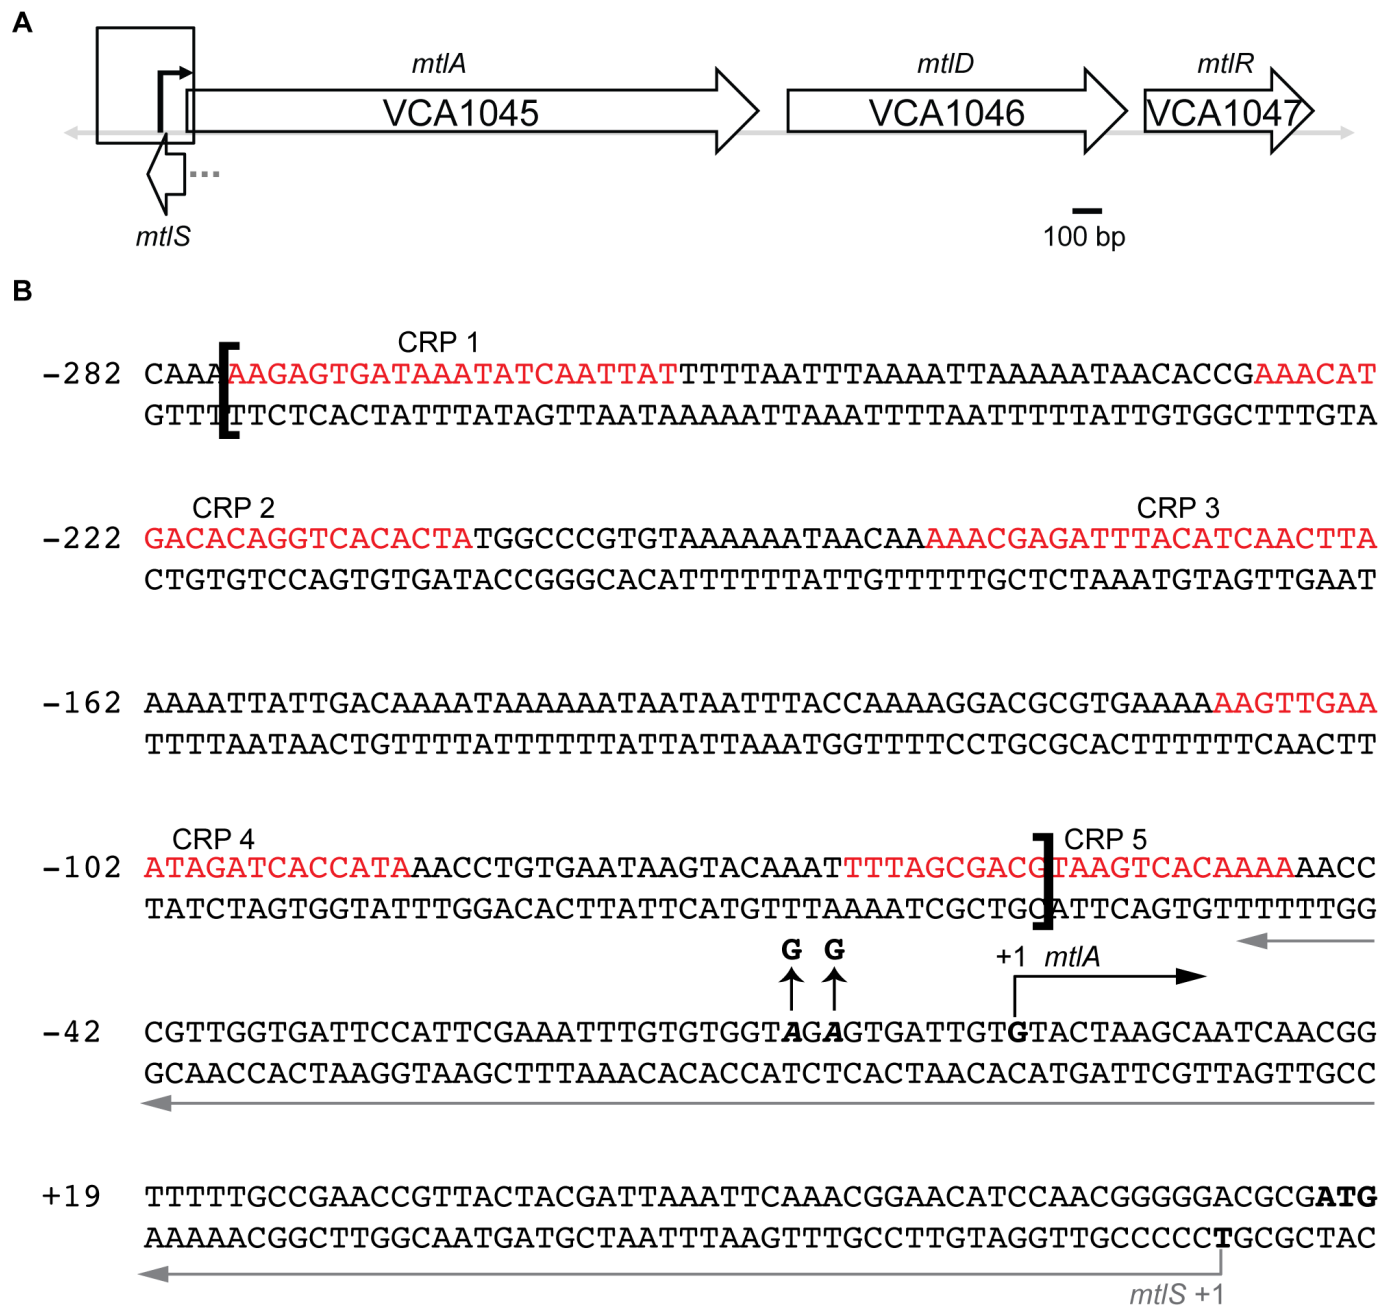 A
mtlA mtlD mtlR
VCA1045 VCA1046 VCA1047
...
mtlS
100 bp
B
CRP 1
-282 CAAAAAGAGTGATAAATATCAATTATTTTTAATTTAAAATTAAAAATAACACCGAAACAT
GTTTTTCTCACTATTTATAGTTAATAAAAATTAAATTTTAATTTTTATTGTGGCTTTGTA
CRP 2 CRP 3
-222 GACACAGGTCACACTATGGCCCGTGTAAAAAATAACAAAAACGAGATTTACATCAACTTA
CTGTGTCCAGTGTGATACCGGGCACATTTTTTATTGTTTTTGCTCTAAATGTAGTTGAAT
-162 AAAATTATTGACAAAATAAAAAATAATAATTTACCAAAAGGACGCGTGAAAAAAGTTGAA
TTTTAATAACTGTTTTATTTTTTATTATTAAATGGTTTTCCTGCGCACTTTTTTCAACTT
CRP 4 CRP 5
-102 ATAGATCACCATAAACCTGTGAATAAGTACAAATTTTAGCGACGTAAGTCACAAAAAACC
TATCTAGTGGTATTTGGACACTTATTCATGTTTAAAATCGCTGCATTCAGTGTTTTTTGG
G G +1 mtlA
-42 CGTTGGTGATTCCATTCGAAATTTGTGTGGTAGAGTGATTGTGTACTAAGCAATCAACGG
GCAACCACTAAGGTAAGCTTTAAACACACCATCTCACTAACACATGATTCGTTAGTTGCC
+19 TTTTTGCCGAACCGTTACTACGATTAAATTCAAACGGAACATCCAACGGGGGACGCGATG
AAAAACGGCTTGGCAATGATGCTAATTTAAGTTTGCCTTGTAGGTTGCCCCCTGCGCTAC
mtlS +1